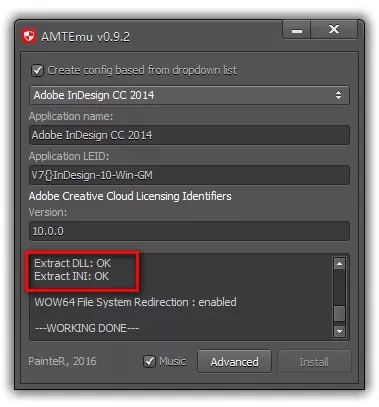 AMTEmu v0.9.2
Create config based from dropdown list
Adobe InDesign CC 2014
Application name:
Adobe InDesign CC 2014
Application LEID:
V7{}InDesign-10-Win-GM
Adobe Creative Cloud Licensing Identifiers
Version:
10.0.0
Extract DLL: OK
Extract INI: OK
WOW64 File System Redirection : enabled
---WORKING DONE---
PainteR, 2016 Music Advanced Install